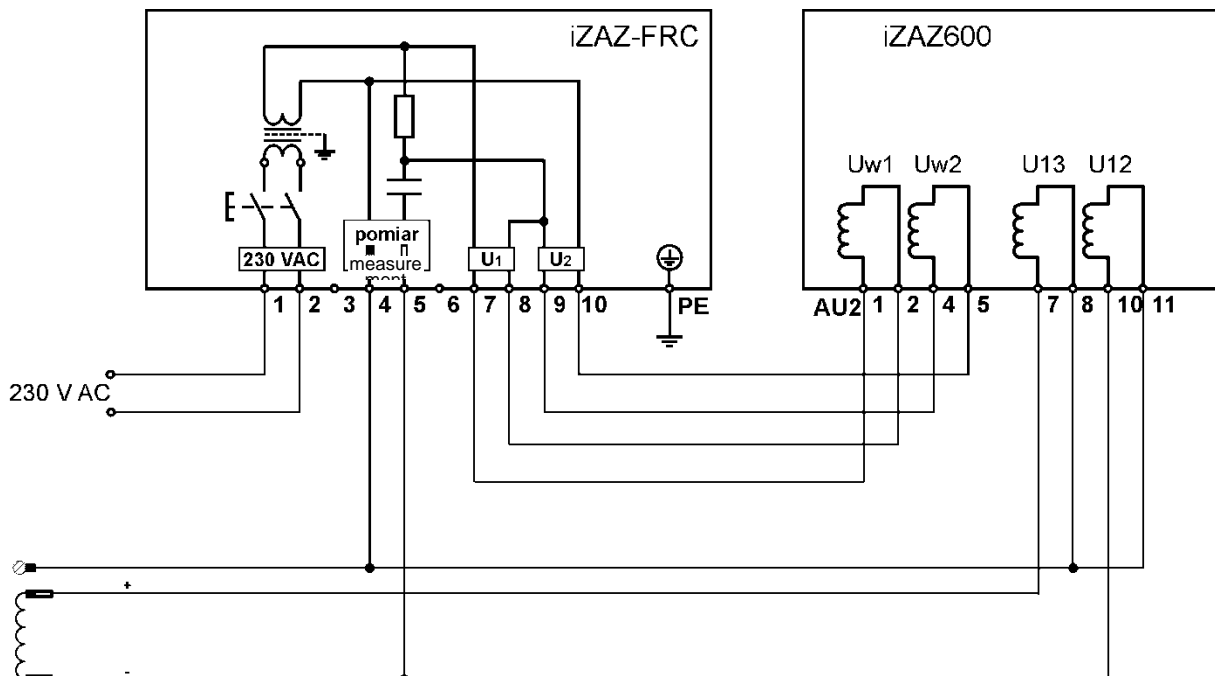 iZAZ-FRC
iZAZ600
Uw1 Uw2 U13 U12
pomiar
measure
ment
230 VAC
U1
U2
1 2 3 4 5 6 7 8 9 10 PE
AU2 1 2 4 5 7 8 10 11
230 V AC
+
-